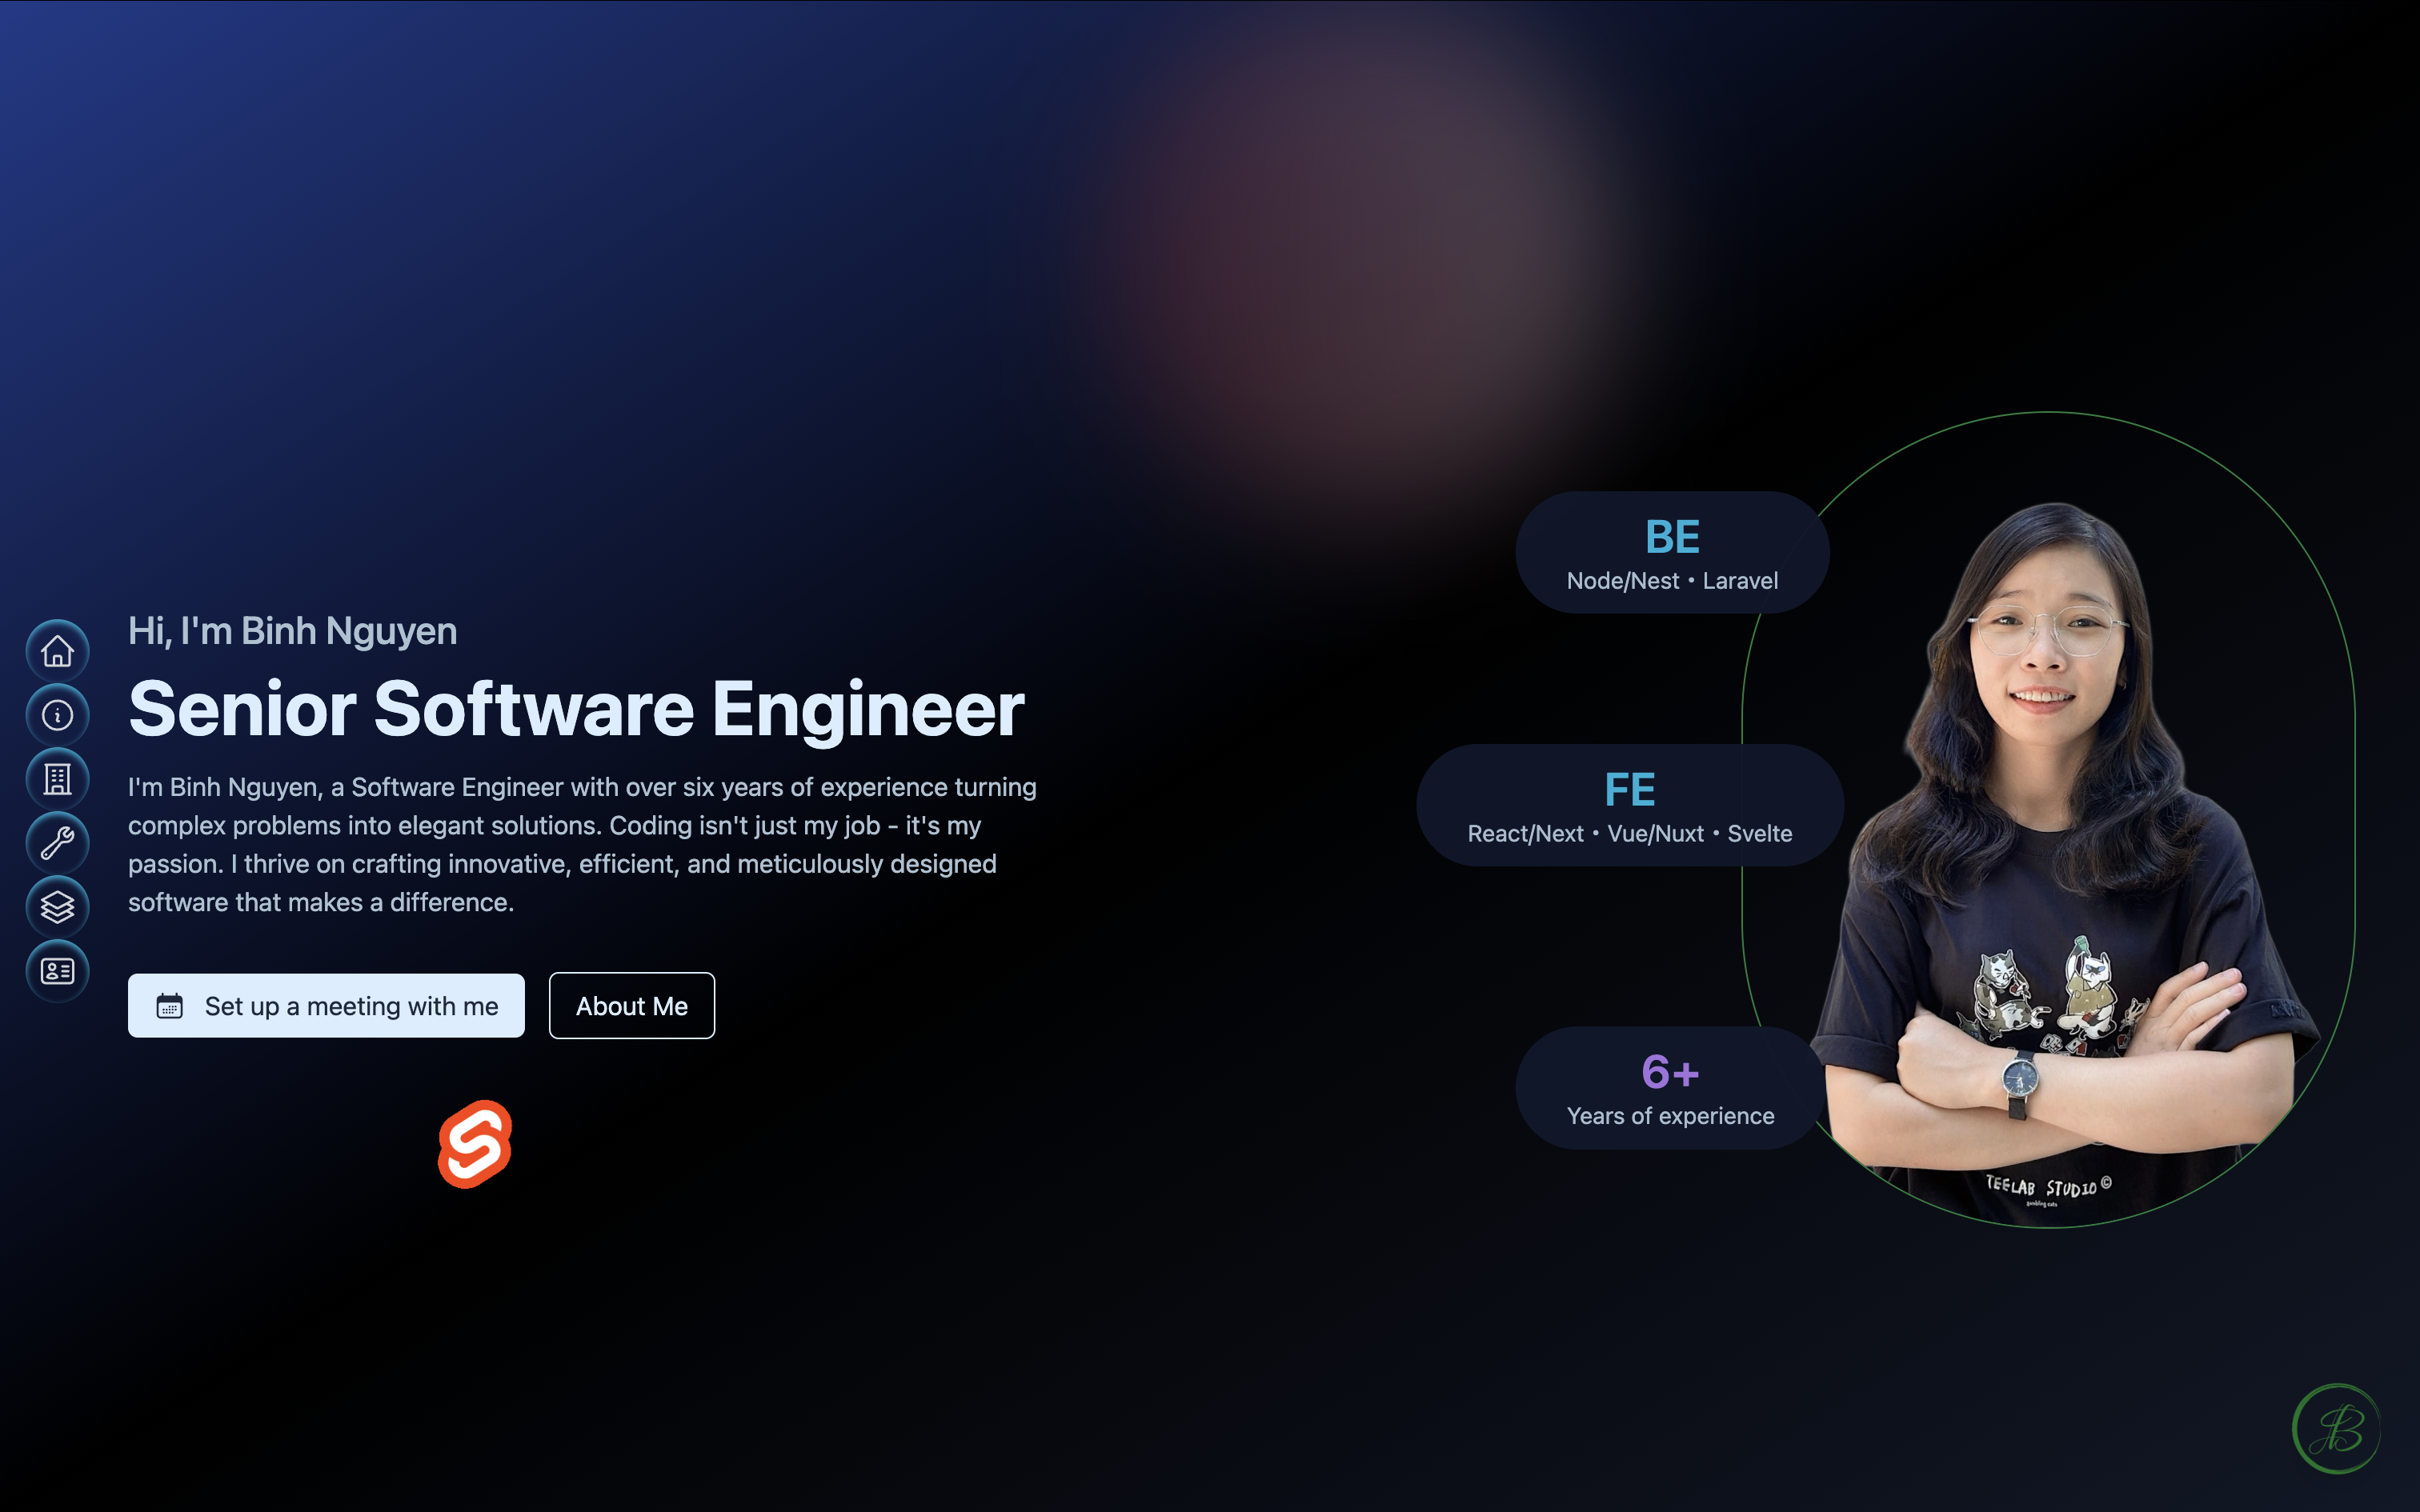 Hi, I'm Binh Nguyen
Senior Software Engineer
I'm Binh Nguyen, a Software Engineer with over six years of experience turning
complex problems into elegant solutions. Coding isn't just my job - it's my
passion. I thrive on crafting innovative, efficient, and meticulously designed
software that makes a difference.
Set up a meeting with me
About Me
BE
Node/Nest • Laravel
FE
React/Next • Vue/Nuxt • Svelte
6+
Years of experience
TEELAB STUDIO ©
B